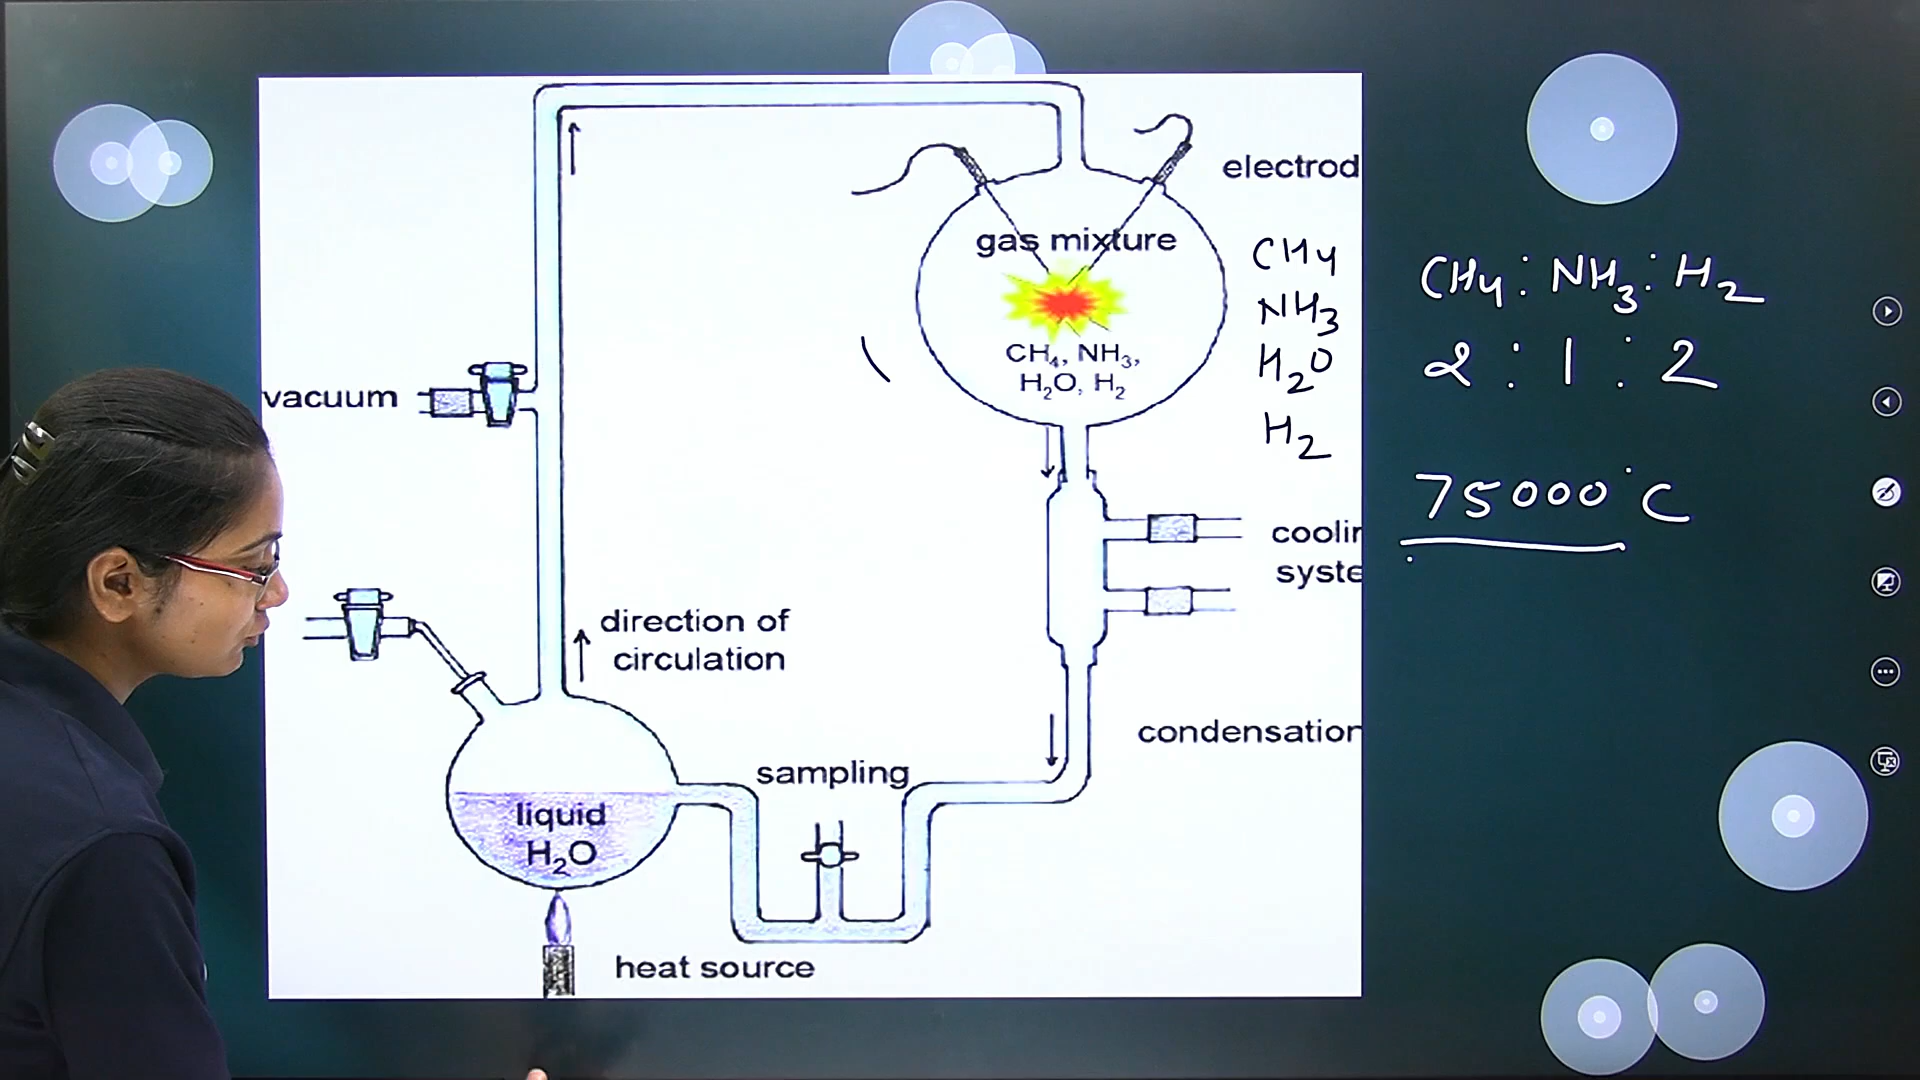 electrod
gas mixture
CH₄, NH₃,
H₂O, H₂
CH4
NH3
H2O
H2
CH4 : NH3 : H2
2 : 1 : 2
75000°C
vacuum
coolin
syste
direction of
circulation
condensation
sampling
liquid
H₂O
heat source